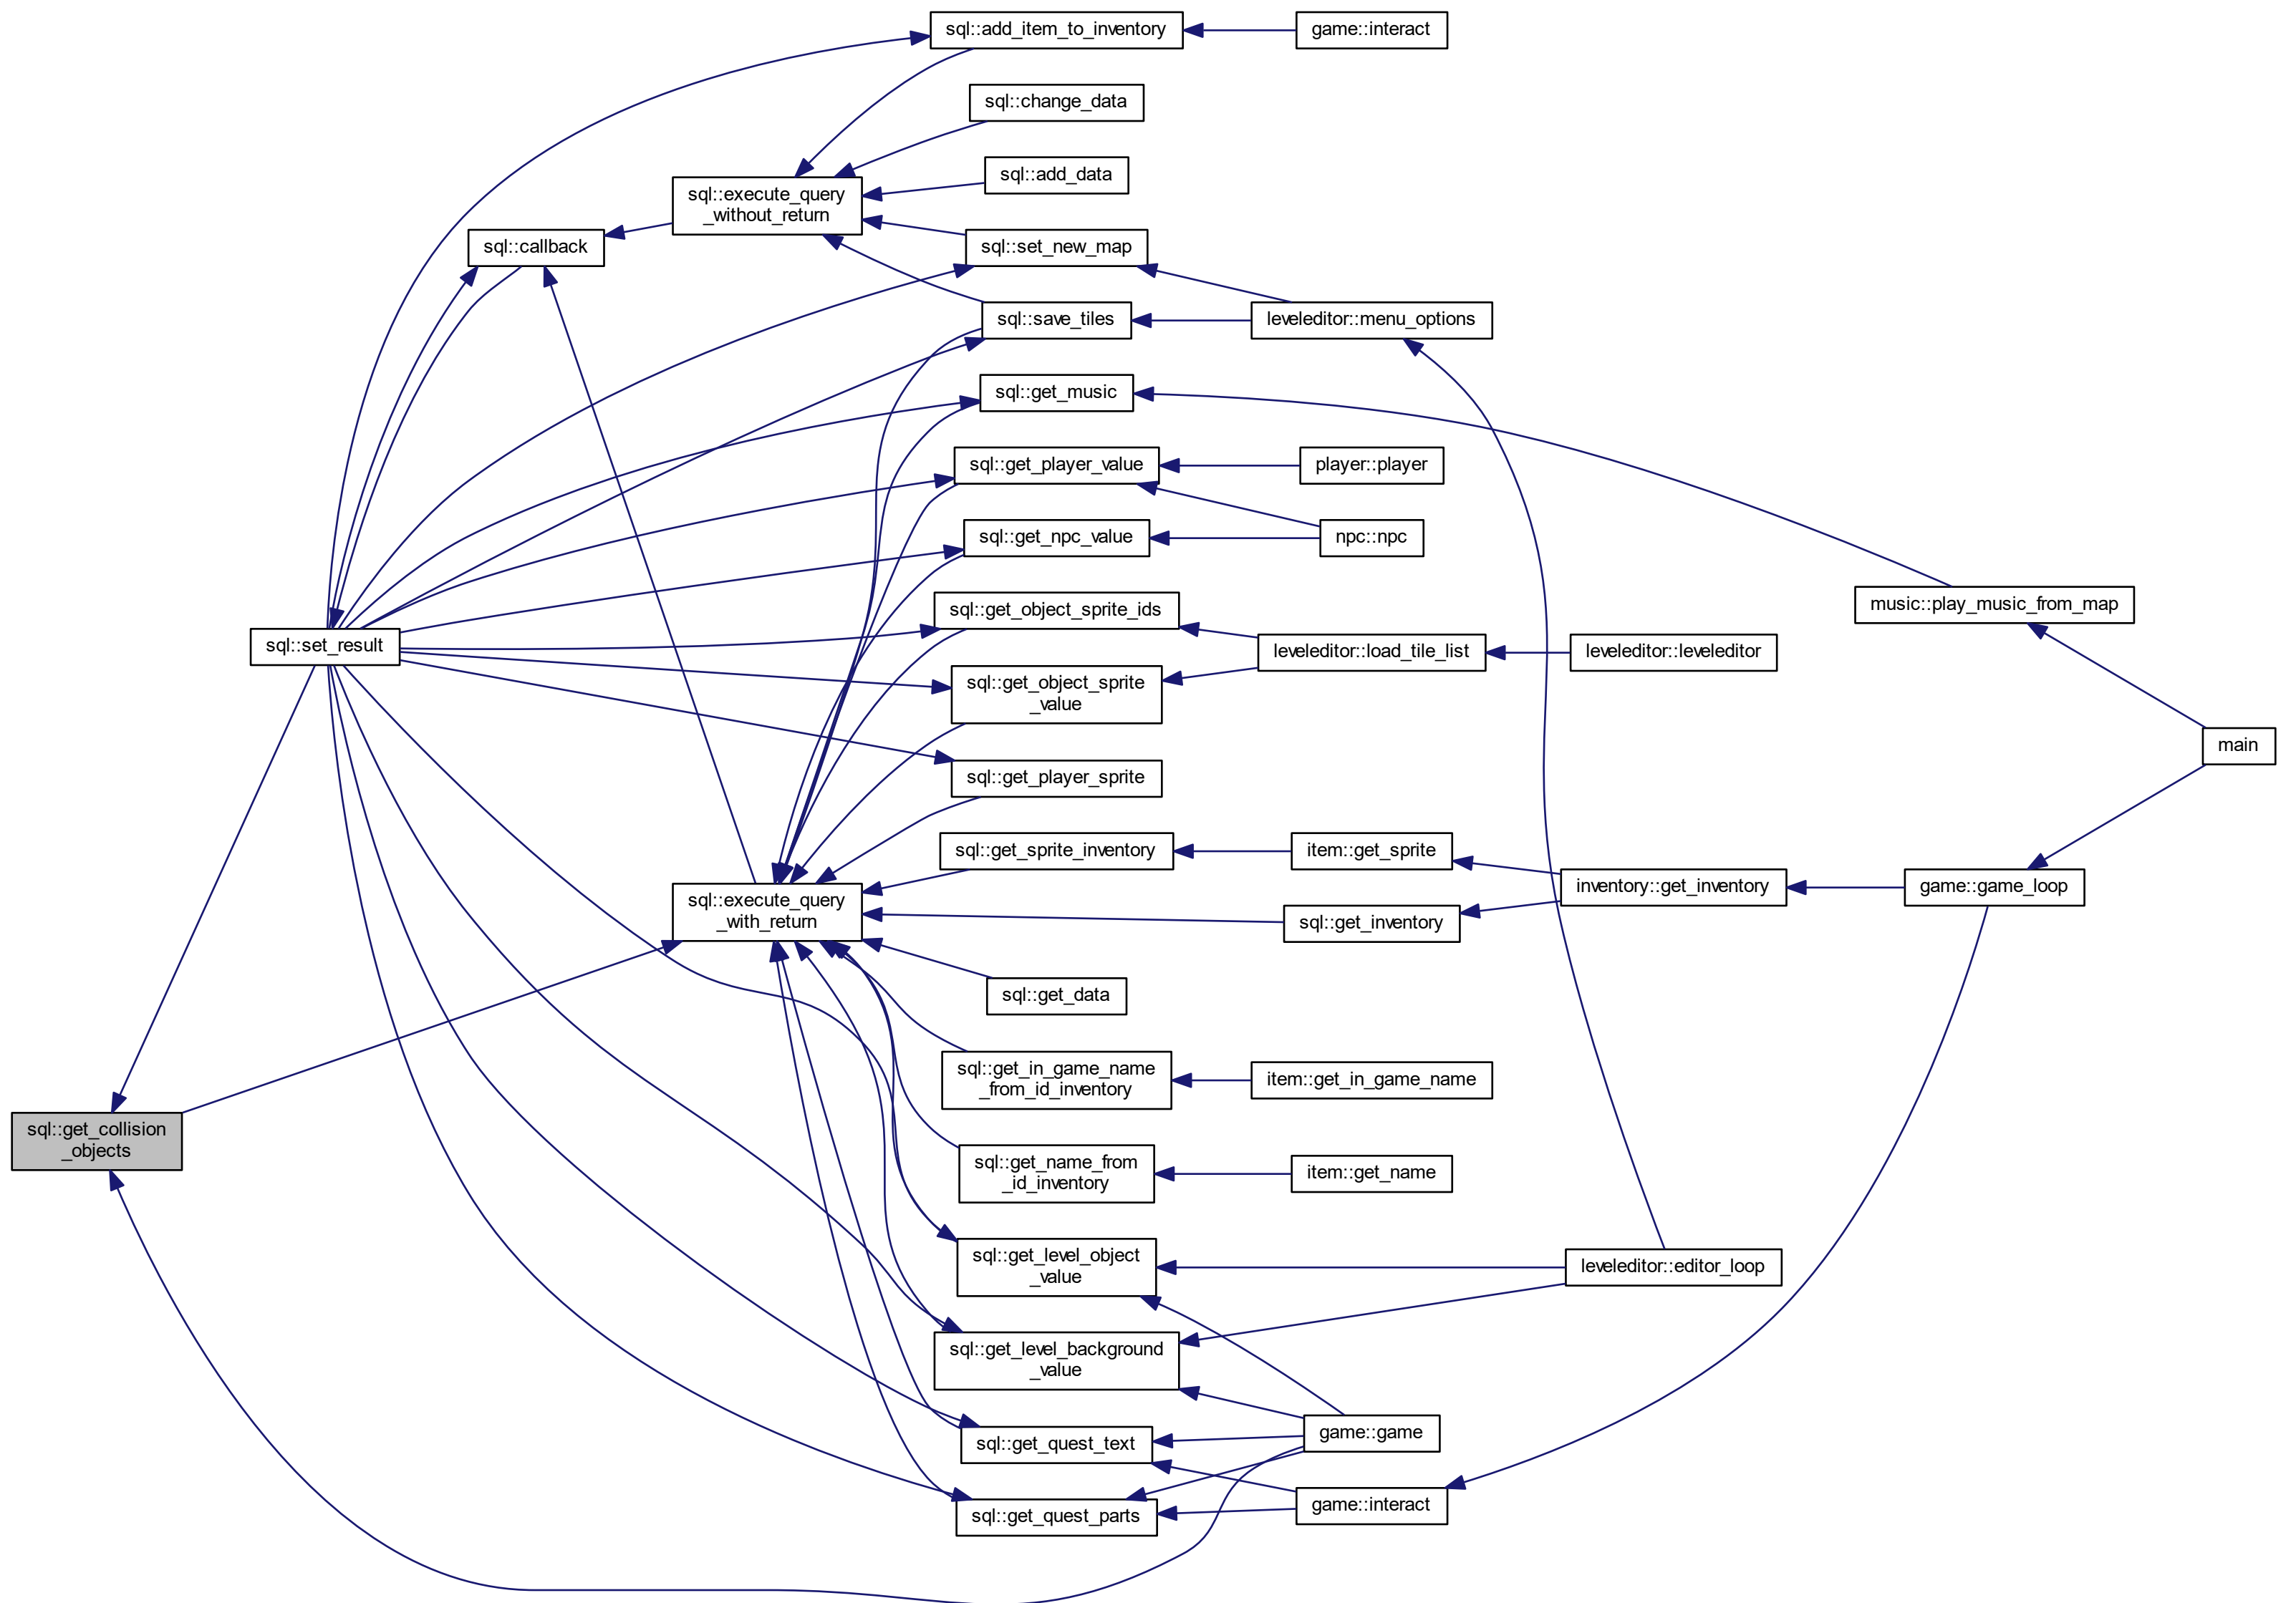 sql::add_item_to_inventory
game::interact
sql::change_data
sql::add_data
sql::execute_query
_without_return
sql::callback
sql::set_new_map
sql::save_tiles
leveleditor::menu_options
sql::get_music
sql::get_player_value
player::player
sql::get_npc_value
npc::npc
sql::get_object_sprite_ids
music::play_music_from_map
sql::set_result
leveleditor::load_tile_list
leveleditor::leveleditor
sql::get_object_sprite
_value
main
sql::get_player_sprite
sql::get_sprite_inventory
item::get_sprite
sql::execute_query
_with_return
inventory::get_inventory
game::game_loop
sql::get_inventory
sql::get_data
sql::get_in_game_name
_from_id_inventory
item::get_in_game_name
sql::get_collision
_objects
sql::get_name_from
_id_inventory
item::get_name
sql::get_level_object
_value
leveleditor::editor_loop
sql::get_level_background
_value
game::game
sql::get_quest_text
game::interact
sql::get_quest_parts